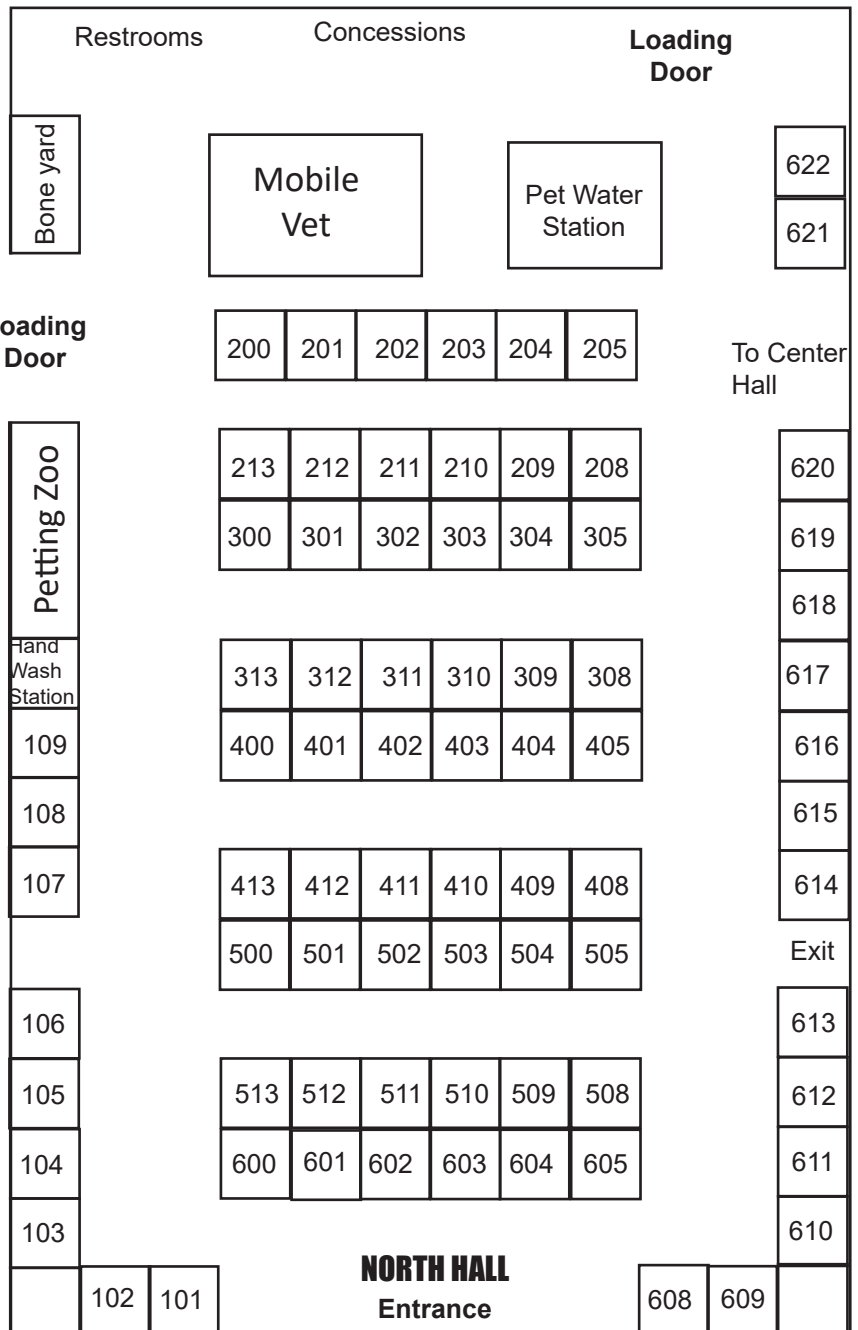 Restrooms
Concessions
Loading
Door
Bone yard
Mobile
Vet
Pet Water
Station
622
621
oading
Door
200 201 202 203 204 205
To Center
Hall
Petting Zoo
213 212 211 210 209 208
620
300 301 302 303 304 305
619
618
Hand
Wash
Station
313 312 311 310 309 308
617
109
400 401 402 403 404 405
616
108
615
107
413 412 411 410 409 408
614
500 501 502 503 504 505
Exit
106
613
105
513 512 511 510 509 508
612
104
600 601 602 603 604 605
611
103
610
NORTH HALL
Entrance
102 101
608 609